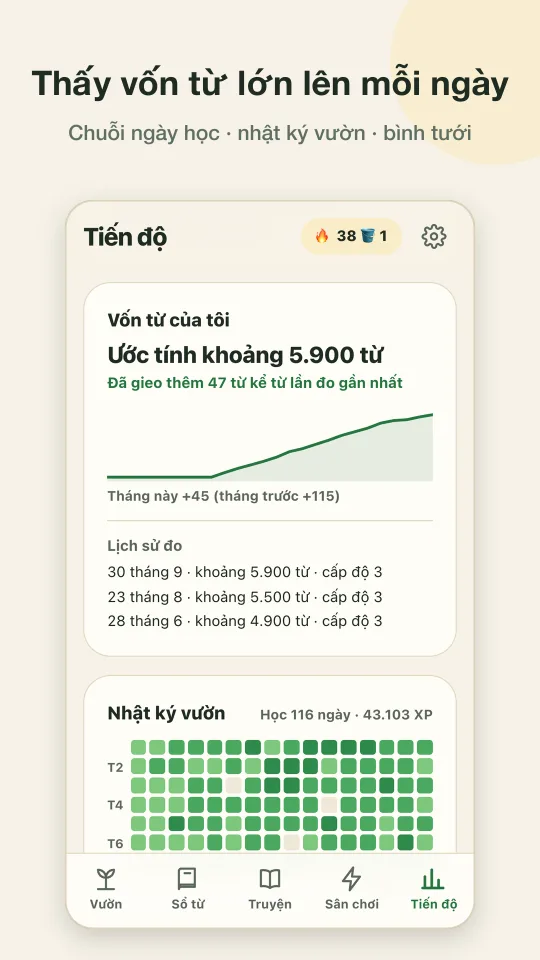 Thấy vốn từ lớn lên mỗi ngày
Chuỗi ngày học · nhật ký vườn · bình tưới
Tiến độ
38 1
Vốn từ của tôi
Ước tính khoảng 5.900 từ
Đã gieo thêm 47 từ kể từ lần đo gần nhất
Tháng này +45 (tháng trước +115)
Lịch sử đo
30 tháng 9 · khoảng 5.900 từ · cấp độ 3
23 tháng 8 · khoảng 5.500 từ · cấp độ 3
28 tháng 6 · khoảng 4.900 từ · cấp độ 3
Nhật ký vườn Học 116 ngày · 43.103 XP
T2
T4
T6
Vườn Sổ từ Truyện Sân chơi Tiến độ